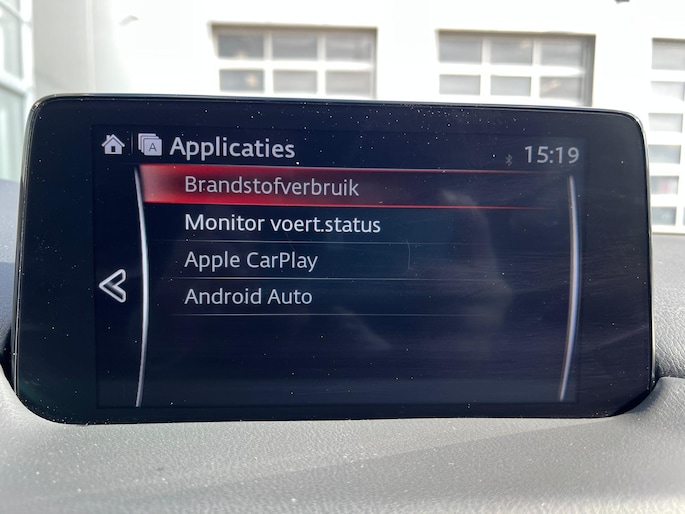 A Applicaties 15:19
Brandstofverbruik
Monitor voert.status
Apple CarPlay
Android Auto